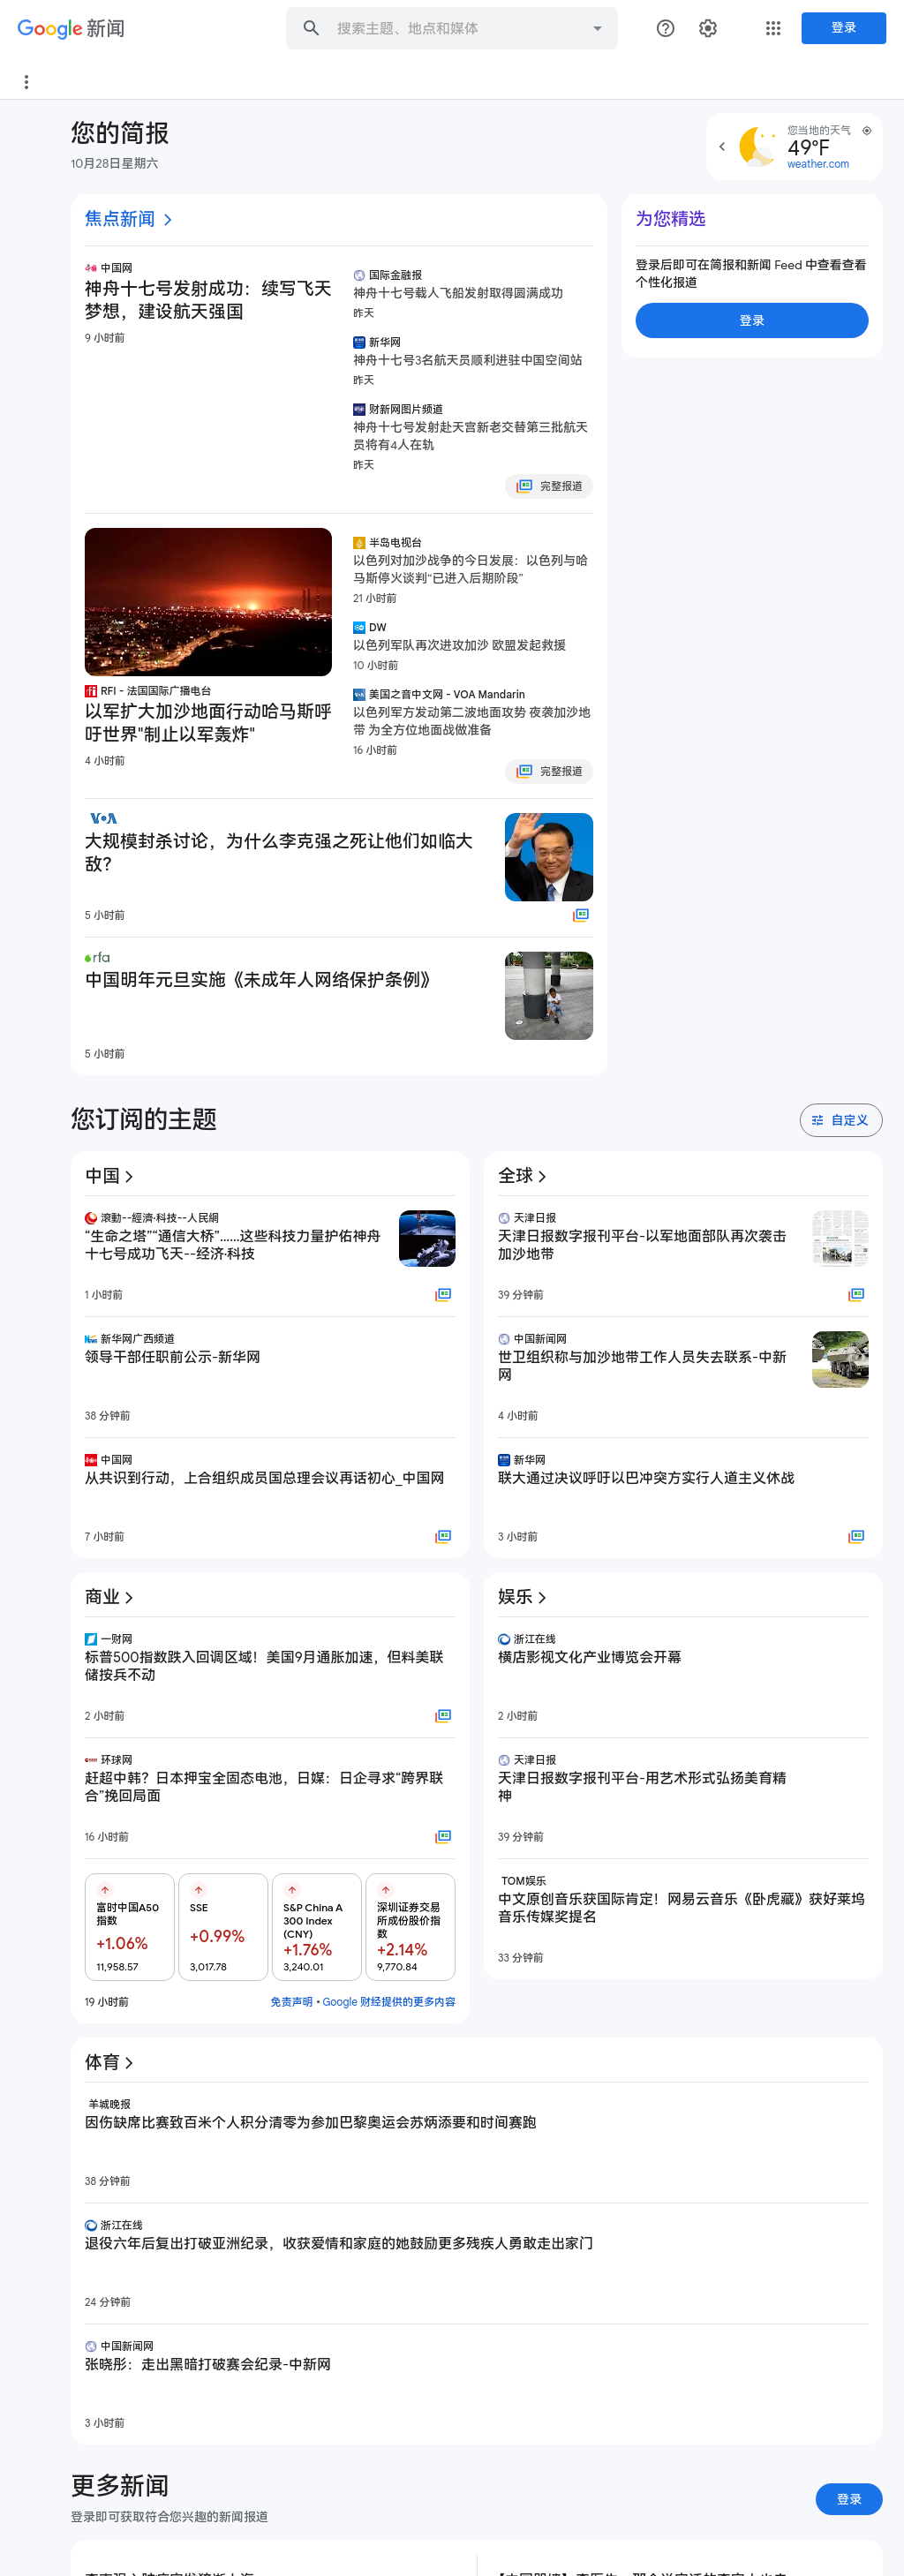 Google 新闻
搜索主题、地点和媒体
登录
您的简报
10月28日星期六
您当地的天气
49°F
weather.com
焦点新闻
中国网
神舟十七号发射成功：续写飞天
梦想，建设航天强国
9 小时前
国际金融报
神舟十七号载人飞船发射取得圆满成功
昨天
新华网
神舟十七号3名航天员顺利进驻中国空间站
昨天
财新网图片频道
神舟十七号发射赴天宫新老交替第三批航天
员将有4人在轨
昨天
完整报道
为您精选
登录后即可在简报和新闻 Feed 中查看查看
个性化报道
登录
RFI - 法国国际广播电台
以军扩大加沙地面行动哈马斯呼
吁世界"制止以军轰炸"
4 小时前
半岛电视台
以色列对加沙战争的今日发展：以色列与哈
马斯停火谈判“已进入后期阶段”
21 小时前
DW
以色列军队再次进攻加沙 欧盟发起救援
10 小时前
美国之音中文网 - VOA Mandarin
以色列军方发动第二波地面攻势 夜袭加沙地
带 为全方位地面战做准备
16 小时前
完整报道
VOA
大规模封杀讨论，为什么李克强之死让他们如临大
敌？
5 小时前
rfa
中国明年元旦实施《未成年人网络保护条例》
5 小时前
您订阅的主题
自定义
中国
滾動--經濟·科技--人民網
“生命之塔”“通信大桥”……这些科技力量护佑神舟
十七号成功飞天--经济·科技
1 小时前
新华网广西频道
领导干部任职前公示-新华网
38 分钟前
中国网
从共识到行动，上合组织成员国总理会议再话初心_中国网
7 小时前
全球
天津日报
天津日报数字报刊平台-以军地面部队再次袭击
加沙地带
39 分钟前
中国新闻网
世卫组织称与加沙地带工作人员失去联系-中新
网
4 小时前
新华网
联大通过决议呼吁以巴冲突方实行人道主义休战
3 小时前
商业
一财网
标普500指数跌入回调区域！美国9月通胀加速，但料美联
储按兵不动
2 小时前
环球网
赶超中韩？日本押宝全固态电池，日媒：日企寻求“跨界联
合”挽回局面
16 小时前
富时中国A50
指数
+1.06%
11,958.57
SSE
+0.99%
3,017.78
S&P China A
300 Index
(CNY)
+1.76%
3,240.01
深圳证券交易
所成份股价指
数
+2.14%
9,770.84
19 小时前
免责声明 • Google 财经提供的更多内容
娱乐
浙江在线
横店影视文化产业博览会开幕
2 小时前
天津日报
天津日报数字报刊平台-用艺术形式弘扬美育精
神
39 分钟前
TOM娱乐
中文原创音乐获国际肯定！网易云音乐《卧虎藏》获好莱坞
音乐传媒奖提名
33 分钟前
体育
羊城晚报
因伤缺席比赛致百米个人积分清零为参加巴黎奥运会苏炳添要和时间赛跑
38 分钟前
浙江在线
退役六年后复出打破亚洲纪录，收获爱情和家庭的她鼓励更多残疾人勇敢走出家门
24 分钟前
中国新闻网
张晓彤：走出黑暗打破赛会纪录-中新网
3 小时前
更多新闻
登录即可获取符合您兴趣的新闻报道
登录